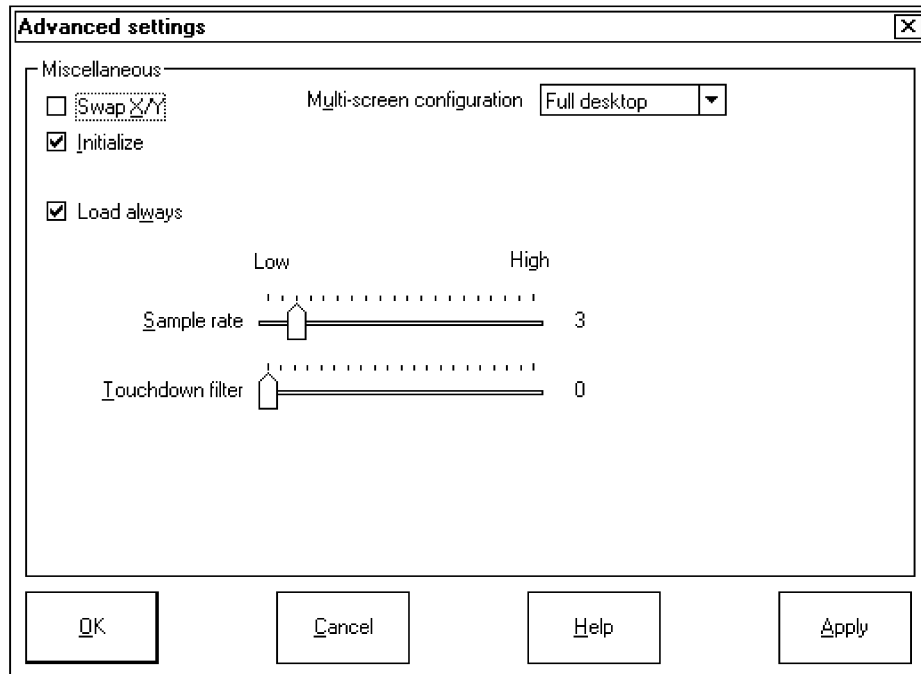 Advanced settings
Miscellaneous
Swap X/Y
Multi-screen configuration Full desktop
Initialize
Load always
Low High
Sample rate 3
Touchdown filter 0
OK Cancel Help Apply